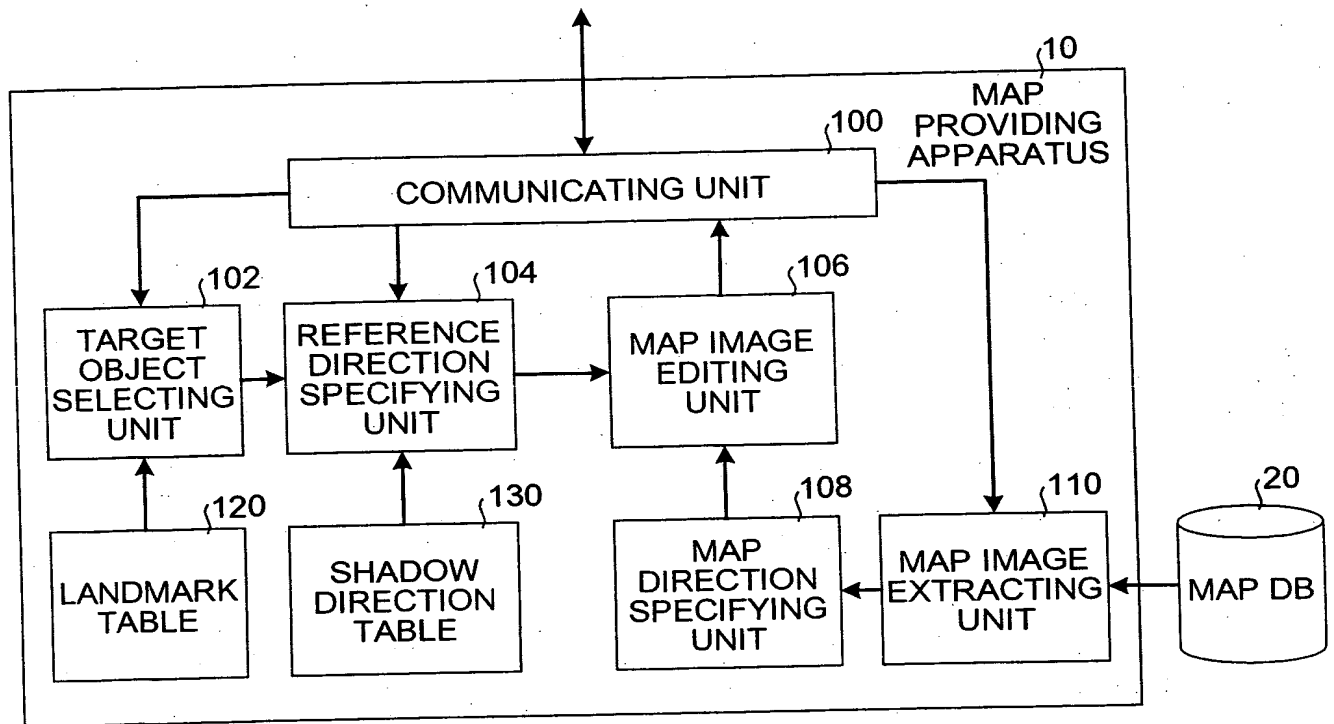 10
MAP
PROVIDING
APPARATUS
100
COMMUNICATING UNIT
102
TARGET
OBJECT
SELECTING
UNIT
104
REFERENCE
DIRECTION
SPECIFYING
UNIT
106
MAP IMAGE
EDITING
UNIT
120
LANDMARK
TABLE
130
SHADOW
DIRECTION
TABLE
108
MAP
DIRECTION
SPECIFYING
UNIT
110
MAP IMAGE
EXTRACTING
UNIT
20
MAP DB